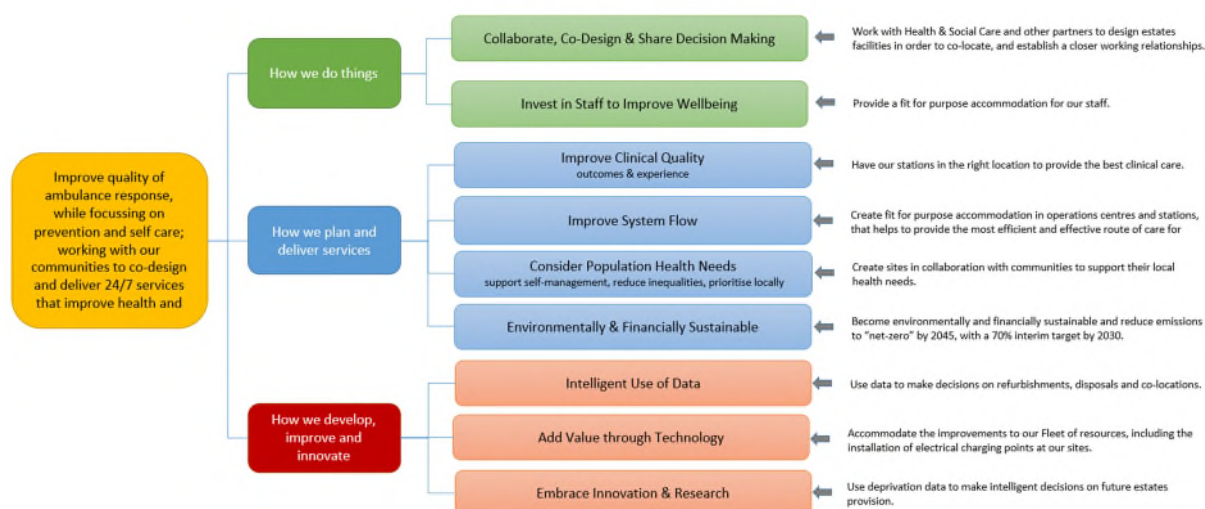 Collaborate, Co-Design & Share Decision Making
Work with Health & Social Care and other partners to design estates
facilities in order to co-locate, and establish a closer working relationships.
How we do things
Invest in Staff to Improve Wellbeing
Provide a fit for purpose accommodation for our staff.
Improve quality of
ambulance response,
while focussing on
prevention and self care;
working with our
communities to co-design
and deliver 24/7 services
that improve health and
How we plan and
deliver services
Improve Clinical Quality
outcomes & experience
Have our stations in the right location to provide the best clinical care.
Improve System Flow
Create fit for purpose accommodation in operations centres and stations,
that helps to provide the most efficient and effective route of care for
Consider Population Health Needs
support self-management, reduce inequalities, prioritise locally
Create sites in collaboration with communities to support their local
health needs.
Environmentally & Financially Sustainable
Become environmentally and financially sustainable and reduce emissions
to “net-zero” by 2045, with a 70% interim target by 2030.
How we develop,
improve and
innovate
Intelligent Use of Data
Use data to make decisions on refurbishments, disposals and co-locations.
Add Value through Technology
Accommodate the improvements to our Fleet of resources, including the
installation of electrical charging points at our sites.
Embrace Innovation & Research
Use deprivation data to make intelligent decisions on future estates
provision.